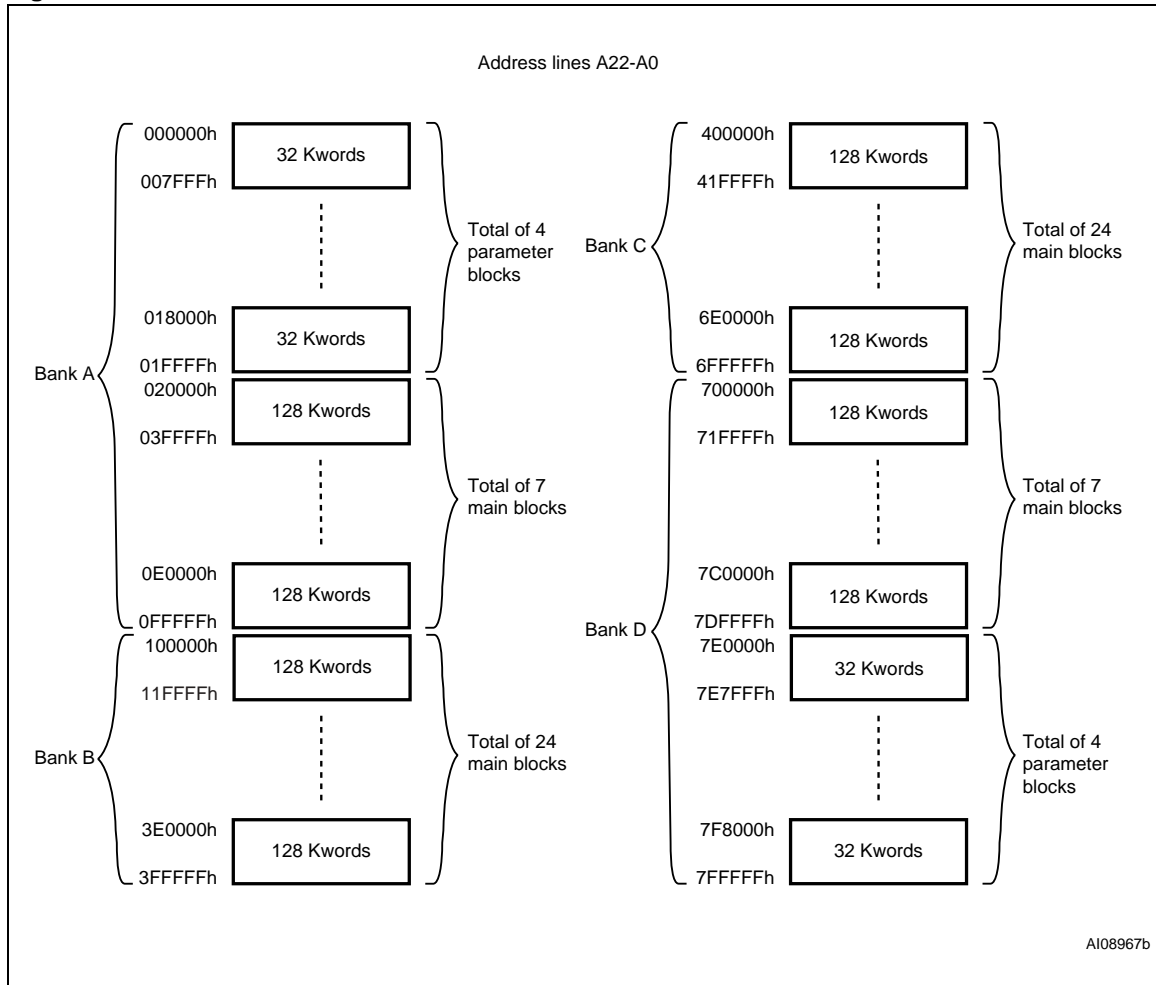 Address lines A22-A0
Bank A
000000h
32 Kwords
007FFFh
Total of 4
parameter
blocks
018000h
32 Kwords
01FFFFh
020000h
128 Kwords
03FFFFh
Total of 7
main blocks
0E0000h
128 Kwords
0FFFFFh
Bank B
100000h
128 Kwords
11FFFFh
Total of 24
main blocks
3E0000h
128 Kwords
3FFFFFh
Bank C
400000h
128 Kwords
41FFFFh
Total of 24
main blocks
6E0000h
128 Kwords
6FFFFFh
Bank D
700000h
128 Kwords
71FFFFh
Total of 7
main blocks
7C0000h
128 Kwords
7DFFFFh
7E0000h
32 Kwords
7E7FFFh
Total of 4
parameter
blocks
7F8000h
32 Kwords
7FFFFFh
AI08967b